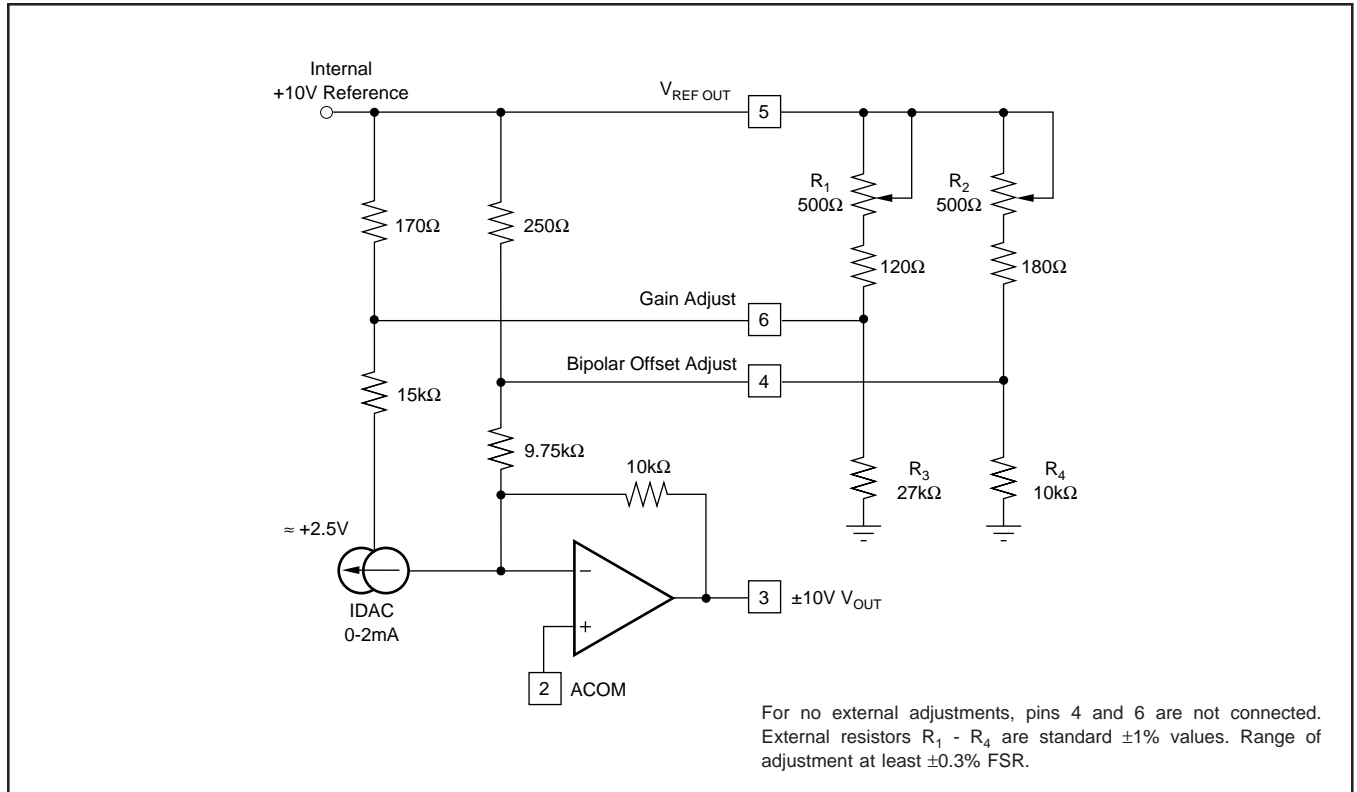 Internal
+10V Reference
V_REF OUT
5
170Ω
250Ω
R1
500Ω
R2
500Ω
120Ω
180Ω
Gain Adjust
6
Bipolar Offset Adjust
4
15kΩ
9.75kΩ
10kΩ
R3
27kΩ
R4
10kΩ
≈ +2.5V
IDAC
0-2mA
–
+
3
±10V V_OUT
2
ACOM
For no external adjustments, pins 4 and 6 are not connected.
External resistors R1 - R4 are standard ±1% values. Range of
adjustment at least ±0.3% FSR.